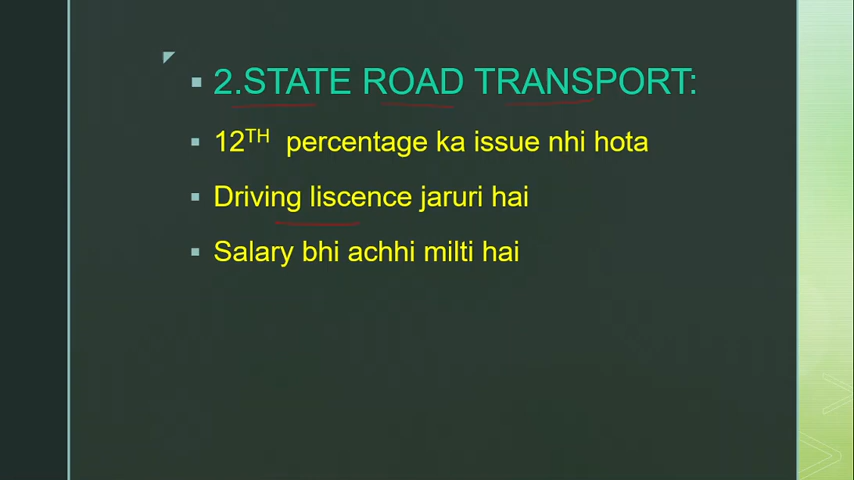 2.STATE ROAD TRANSPORT:
12TH percentage ka issue nhi hota
Driving liscence jaruri hai
Salary bhi achhi milti hai